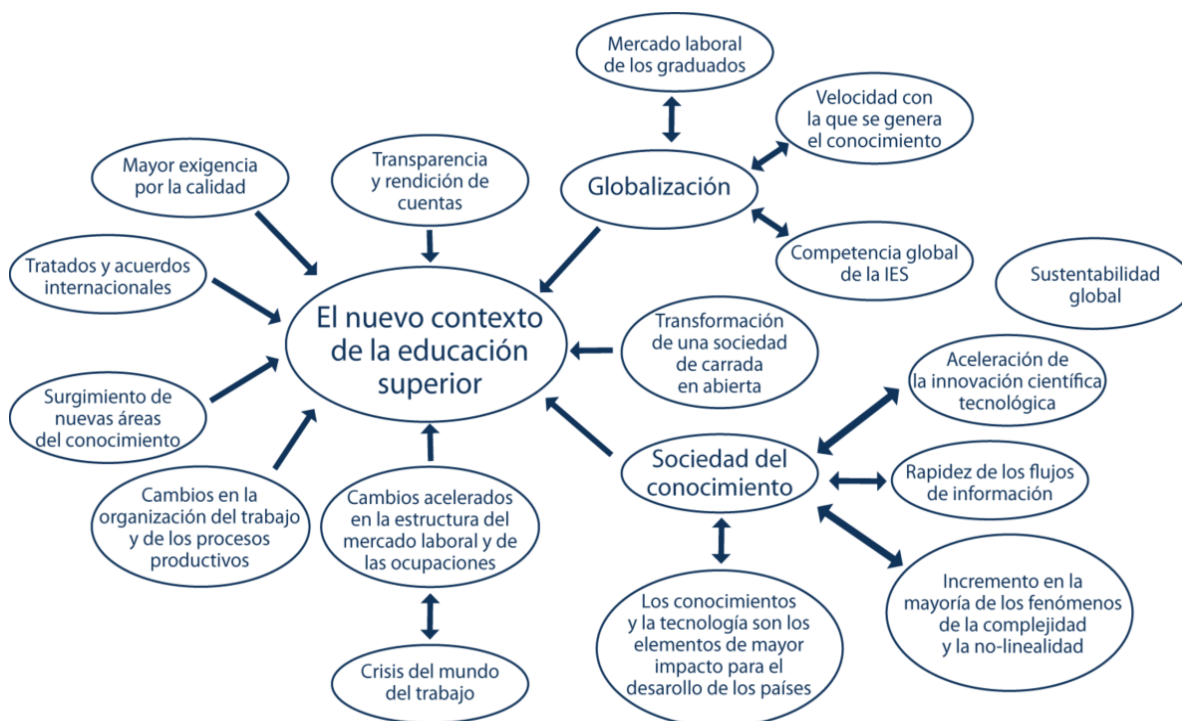 Mercado laboral
de los graduados
Velocidad con
la que se genera
el conocimiento
Mayor exigencia
por la calidad
Transparencia
y rendición de
cuentas
Globalización
Tratados y acuerdos
internacionales
Competencia global
de la IES
Sustentabilidad
global
El nuevo contexto
de la educación
superior
Transformación
de una sociedad
de carrada
en abierta
Aceleración de
la innovación científica
tecnológica
Surgimiento de
nuevas áreas
del conocimiento
Sociedad del
conocimiento
Rapidez de los flujos
de información
Cambios en la
organización del trabajo
y de los procesos
productivos
Cambios acelerados
en la estructura del
mercado laboral y de
las ocupaciones
Incremento en la
mayoría de los fenómenos
de la complejidad
y la no-linealidad
Los conocimientos
y la tecnología son los
elementos de mayor
impacto para el
desarollo de los países
Crisis del mundo
del trabajo